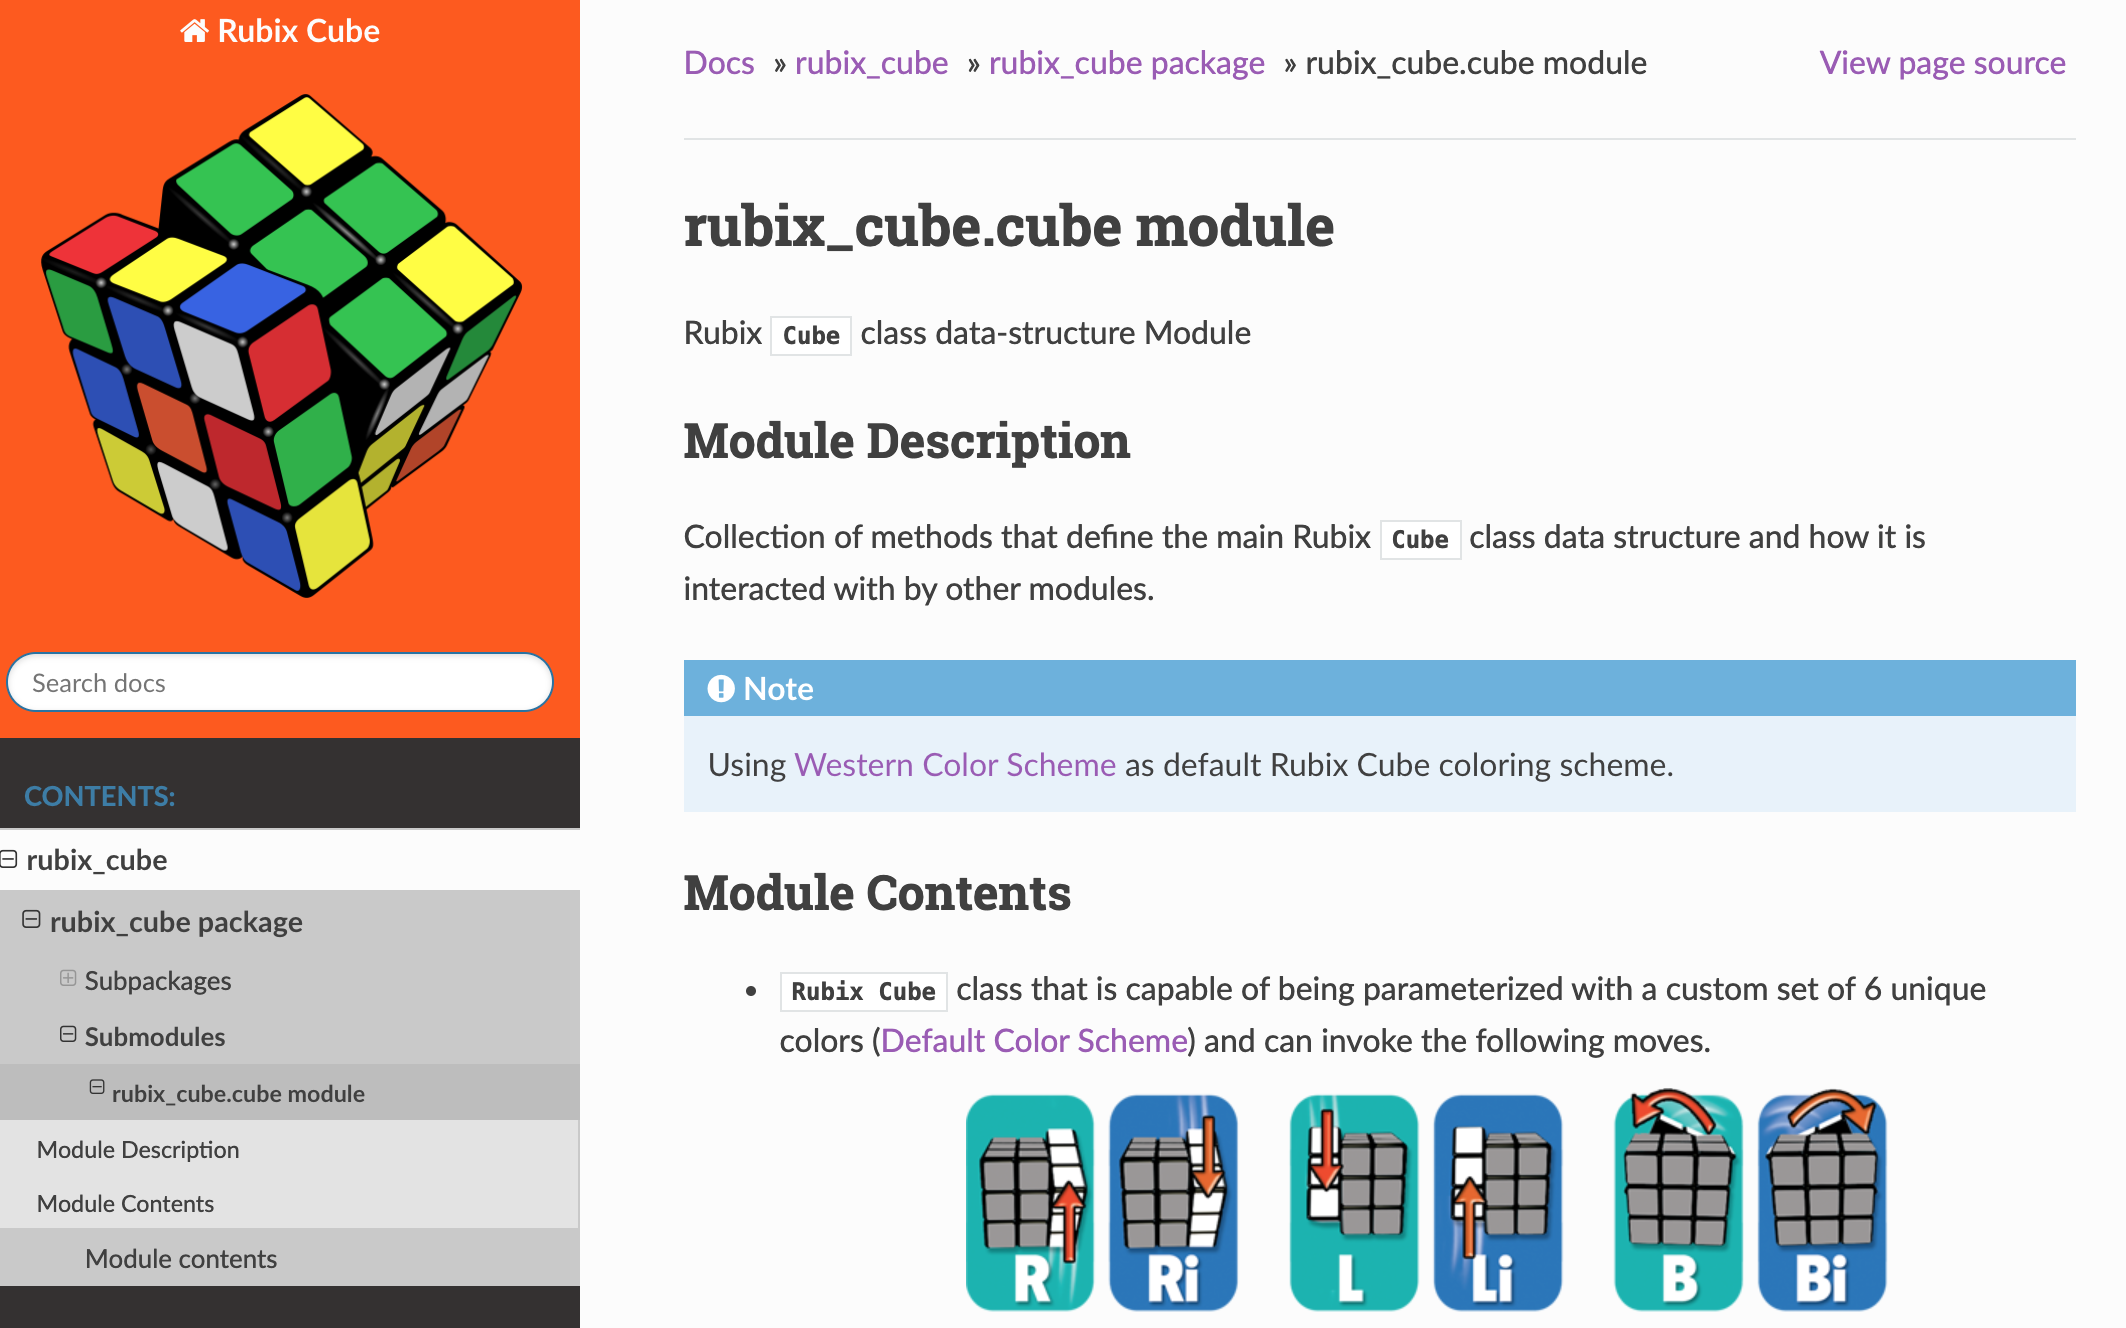 Rubix Cube
Search docs
CONTENTS:
rubix_cube
rubix_cube package
Subpackages
Submodules
rubix_cube.cube module
Module Description
Module Contents
Module contents
Docs » rubix_cube » rubix_cube package » rubix_cube.cube module View page source
rubix_cube.cube module
Rubix Cube class data-structure Module
Module Description
Collection of methods that define the main Rubix Cube class data structure and how it is
interacted with by other modules.
Note
Using Western Color Scheme as default Rubix Cube coloring scheme.
Module Contents
• Rubix Cube class that is capable of being parameterized with a custom set of 6 unique
colors (Default Color Scheme) and can invoke the following moves.
R Ri L Li B Bi